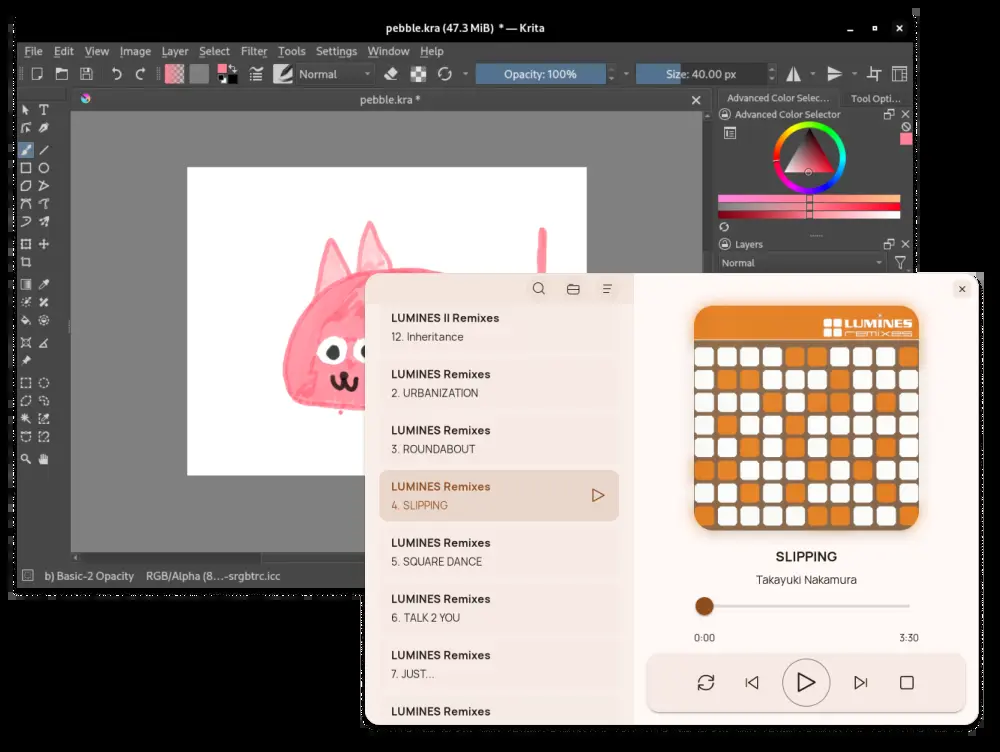 pebble.kra (47.3 MiB) * — Krita
File Edit View Image Layer Select Filter Tools Settings Window Help
Normal Opacity: 100% Size: 40.00 px
pebble.kra *
Advanced Color Selec... Tool Opti...
Advanced Color Selector
Layers
Normal
b) Basic-2 Opacity RGB/Alpha (8...-srgbtrc.icc
LUMINES II Remixes
12. Inheritance
LUMINES Remixes
2. URBANIZATION
LUMINES Remixes
3. ROUNDABOUT
LUMINES Remixes
4. SLIPPING
LUMINES Remixes
5. SQUARE DANCE
LUMINES Remixes
6. TALK 2 YOU
LUMINES Remixes
7. JUST...
LUMINES Remixes
LUMINES
remixes
SLIPPING
Takayuki Nakamura
0:00 3:30